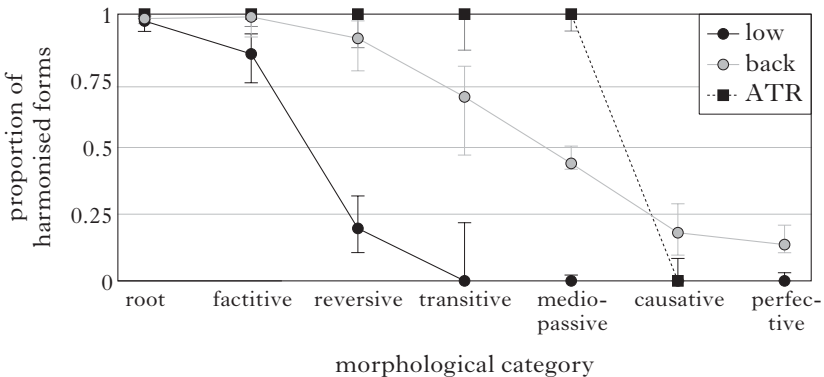 proportion of
harmonised forms
1
0.75
0.5
0.25
0
low
back
ATR
root
factitive
reversive
transitive
medio-
passive
causative
perfec-
tive
morphological category